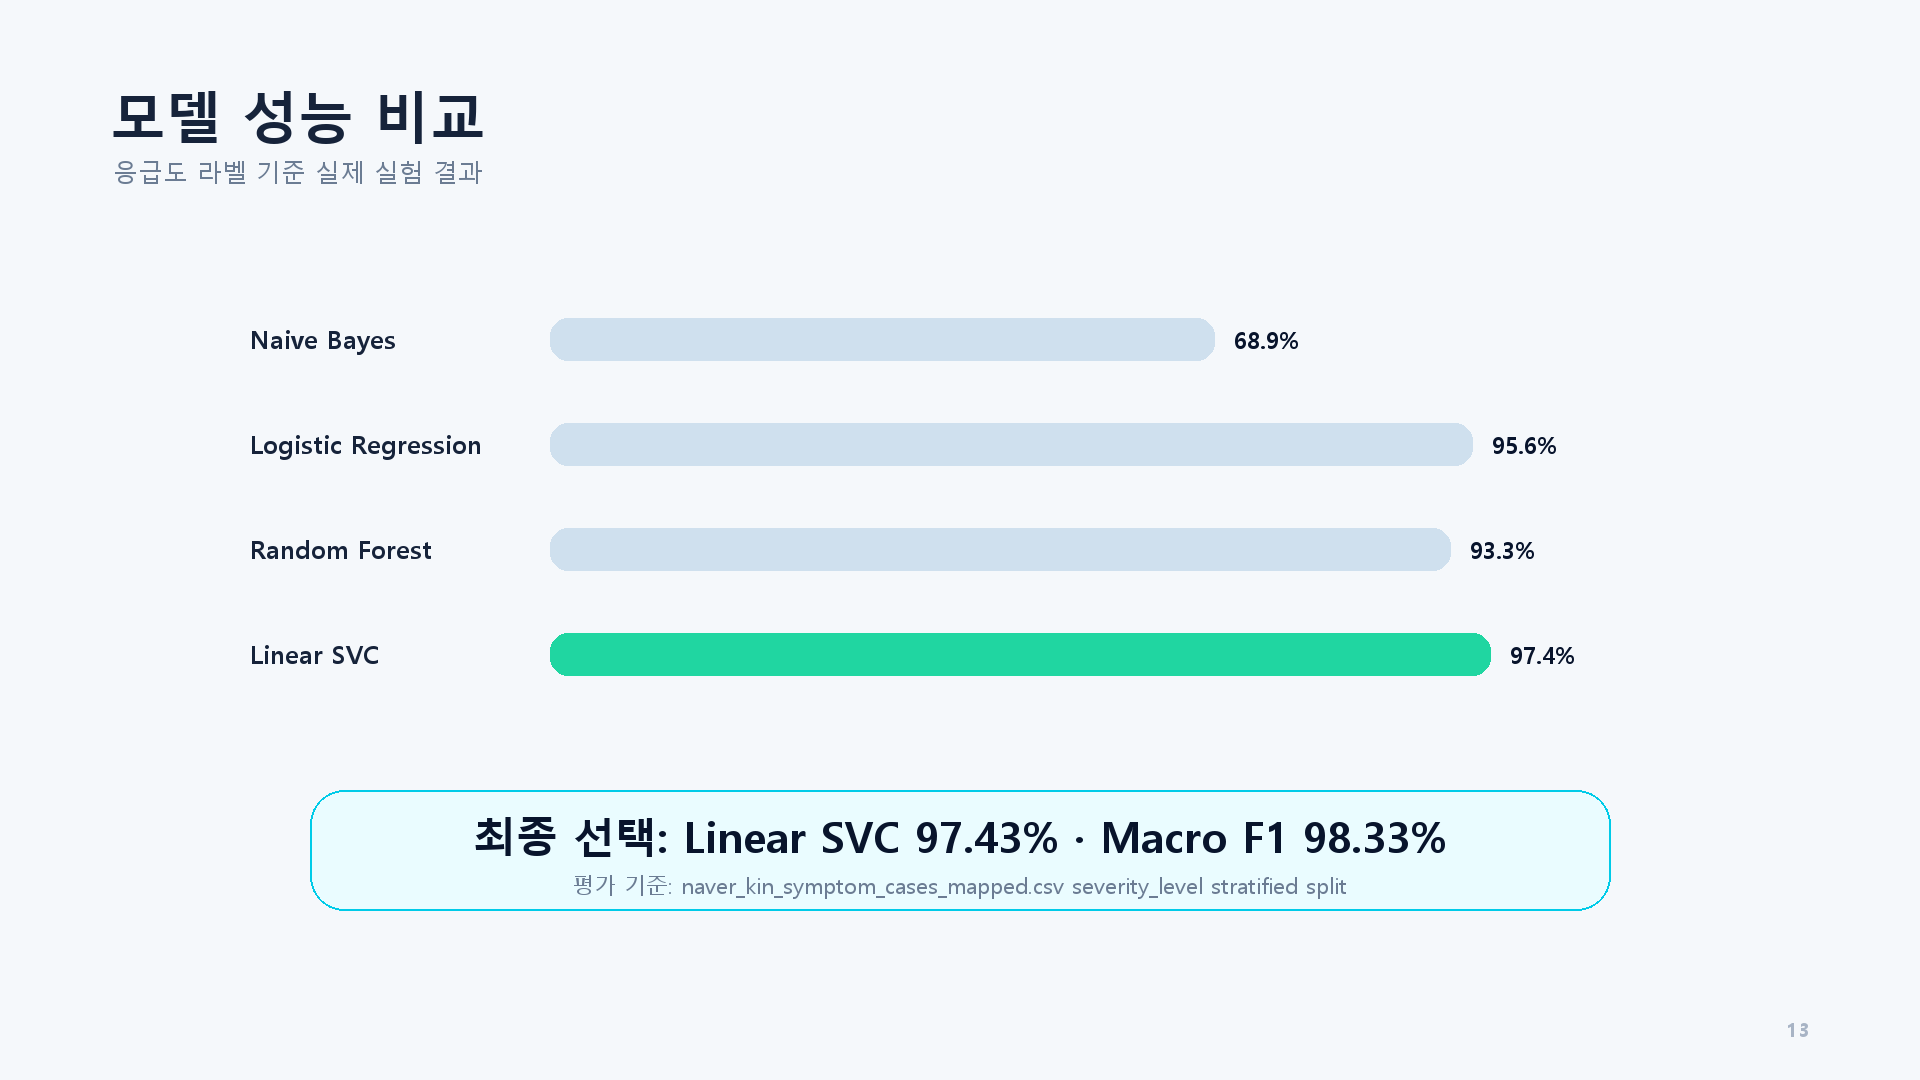 모델 성능 비교
응급도 라벨 기준 실제 실험 결과
Naive Bayes 68.9%
Logistic Regression 95.6%
Random Forest 93.3%
Linear SVC 97.4%
최종 선택: Linear SVC 97.43% · Macro F1 98.33%
평가 기준: naver_kin_symptom_cases_mapped.csv severity_level stratified split
13